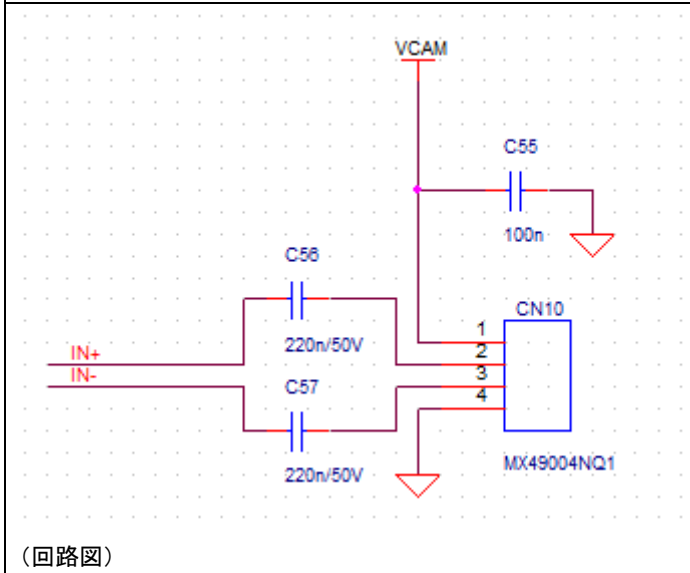 VCAM
C55
100n
C56
220n/50V
IN+
IN-
C57
220n/50V
CN10
1
2
3
4
MX49004NQ1
(回路図)